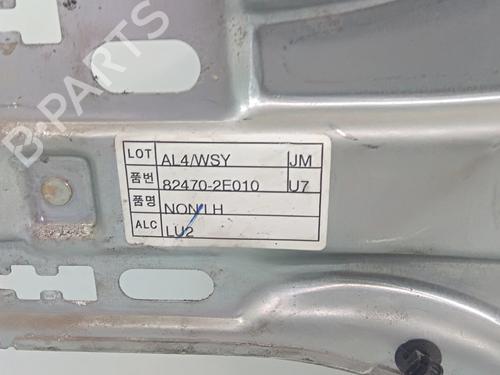 B-PARTS
LOT AL4/WSY JM
품번 82470-2E010 U7
품명 NON LH
ALC LU2